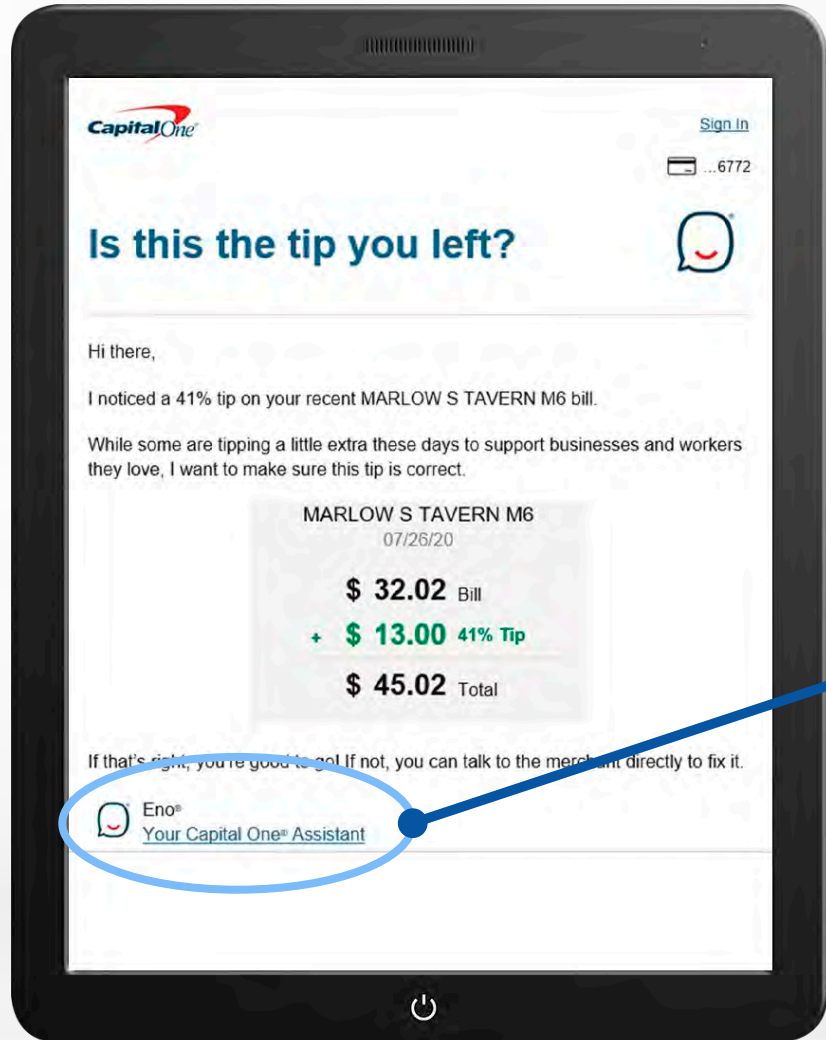 CapitalOne®
Sign In
...6772
Is this the tip you left?
Hi there,
I noticed a 41% tip on your recent MARLOW S TAVERN M6 bill.
While some are tipping a little extra these days to support businesses and workers
they love, I want to make sure this tip is correct.
MARLOW S TAVERN M6
07/26/20
$ 32.02 Bill
+ $ 13.00 41% Tip
$ 45.02 Total
If that's right, you're good to go! If not, you can talk to the merchant directly to fix it.
Eno®
Your Capital One® Assistant